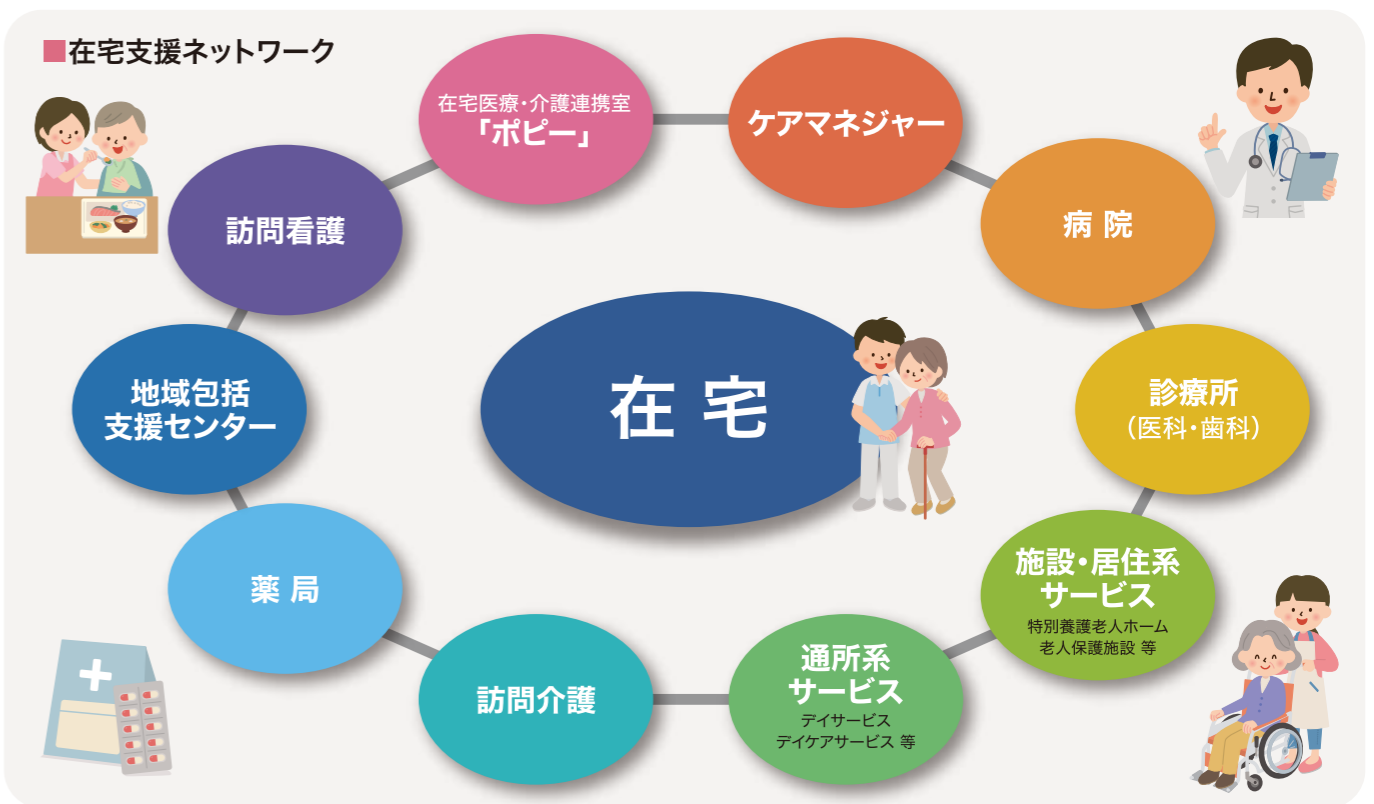 ■在宅支援ネットワーク
在宅医療・介護連携室
「ポピー」
ケアマネジャー
病 院
診療所
（医科・歯科）
施設・居住系
サービス
特別養護老人ホーム
老人保護施設 等
通所系
サービス
デイサービス
デイケアサービス 等
訪問介護
薬 局
地域包括
支援センター
訪問看護
在 宅